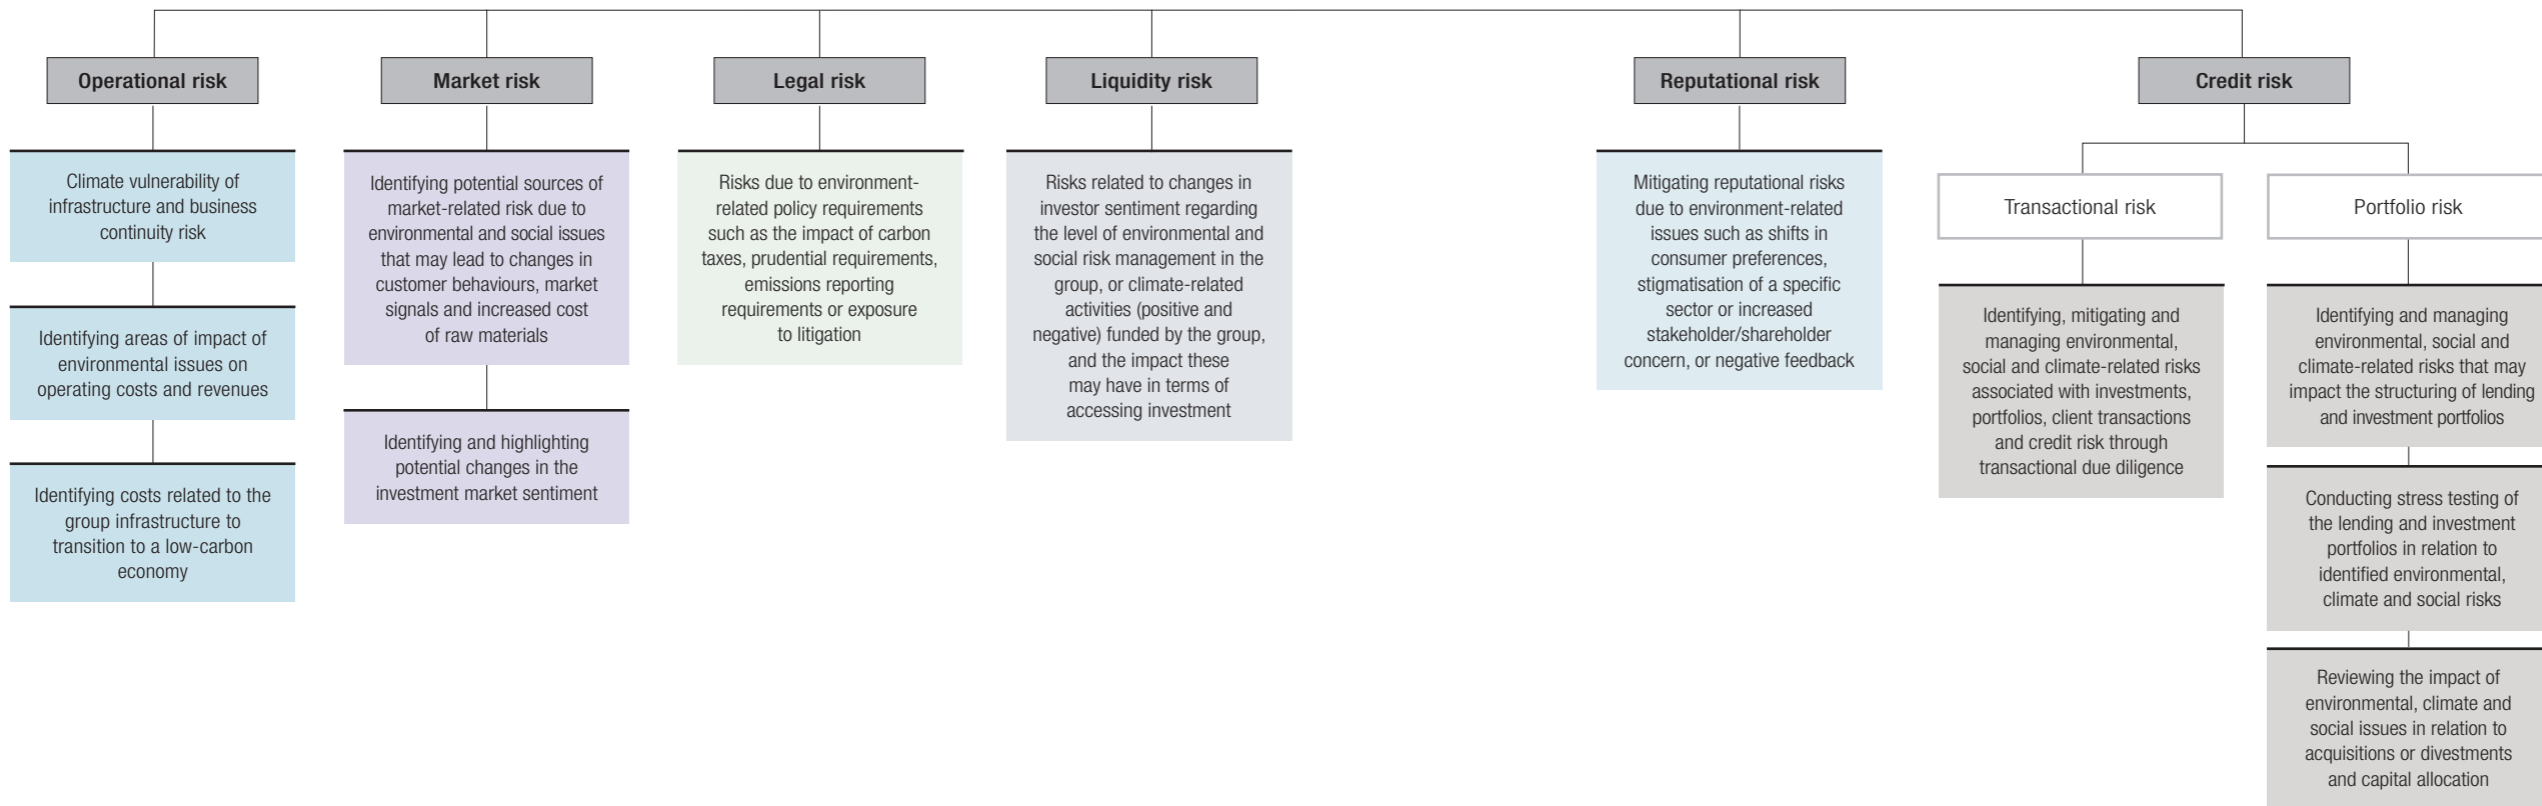 Operational risk
Climate vulnerability of
infrastructure and business
continuity risk
Identifying areas of impact of
environmental issues on
operating costs and revenues
Identifying costs related to the
group infrastructure to
transition to a low-carbon
economy
Market risk
Identifying potential sources of
market-related risk due to
environmental and social issues
that may lead to changes in
customer behaviours, market
signals and increased cost
of raw materials
Identifying and highlighting
potential changes in the
investment market sentiment
Legal risk
Risks due to environment-
related policy requirements
such as the impact of carbon
taxes, prudential requirements,
emissions reporting
requirements or exposure
to litigation
Liquidity risk
Risks related to changes in
investor sentiment regarding
the level of environmental and
social risk management in the
group, or climate-related
activities (positive and
negative) funded by the group,
and the impact these
may have in terms of
accessing investment
Reputational risk
Mitigating reputational risks
due to environment-related
issues such as shifts in
consumer preferences,
stigmatisation of a specific
sector or increased
stakeholder/shareholder
concern, or negative feedback
Credit risk
Transactional risk
Identifying, mitigating and
managing environmental,
social and climate-related risks
associated with investments,
portfolios, client transactions
and credit risk through
transactional due diligence
Portfolio risk
Identifying and managing
environmental, social and
climate-related risks that may
impact the structuring of lending
and investment portfolios
Conducting stress testing of
the lending and investment
portfolios in relation to
identified environmental,
climate and social risks
Reviewing the impact of
environmental, climate and
social issues in relation to
acquisitions or divestments
and capital allocation